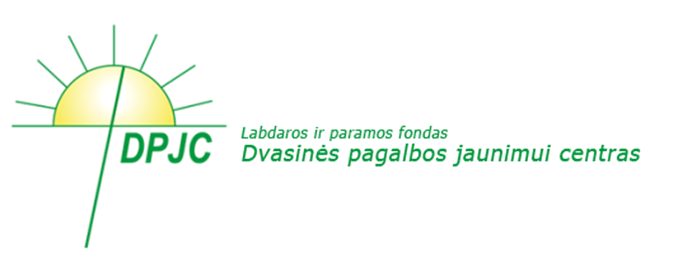 DPJC
Labdaros ir paramos fondas
Dvasinės pagalbos jaunimui centras